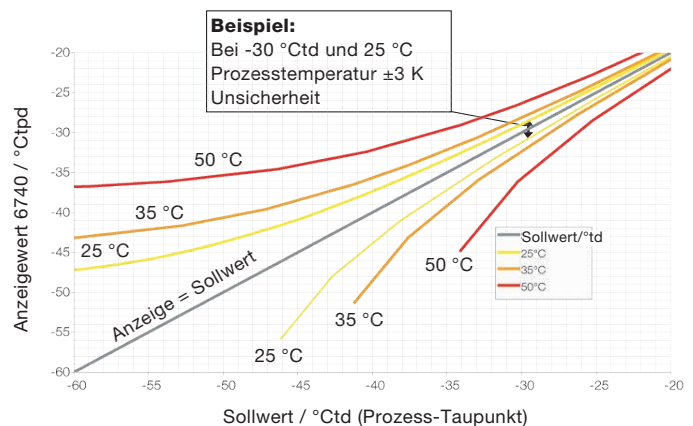 Beispiel:
Bei -30 °Ctd und 25 °C
Prozesstemperatur ±3 K
Unsicherheit
Anzeigewert 6740 / °Ctpd
-20
-25
-30
-35
-40
-45
-50
-55
-60
50 °C
35 °C
25 °C
Anzeige = Sollwert
50 °C
35 °C
25 °C
Sollwert/°td
25°C
35°C
50°C
-60
-55
-50
-45
-40
-35
-30
-25
-20
Sollwert / °Ctd (Prozess-Taupunkt)